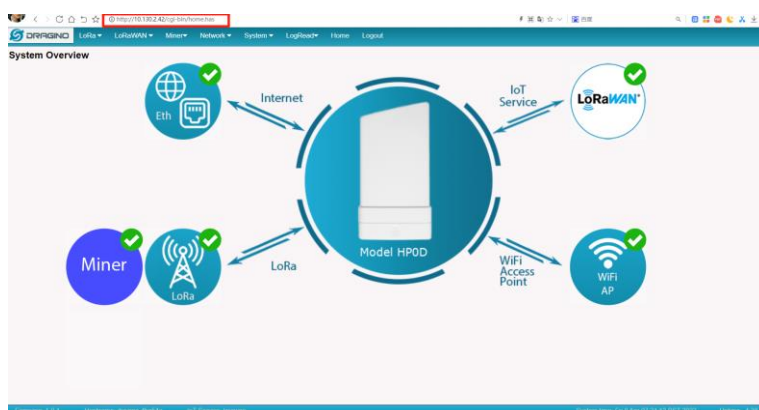 http://10.130.2.42/cgi-bin/home.has
DRAGINO LoRa LoRaWAN Miner Network System LogRead Home Logout
System Overview
Eth
Internet
IoT
Service
LoRaWAN
Model HP0D
Miner
LoRa
LoRa
WiFi
Access
Point
WiFi
AP